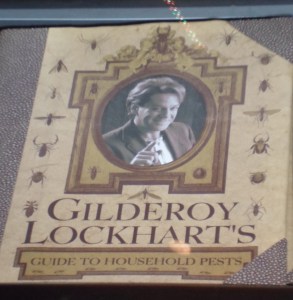 GILDEROY
LOCKHART'S
GUIDE TO HOUSEHOLD PESTS